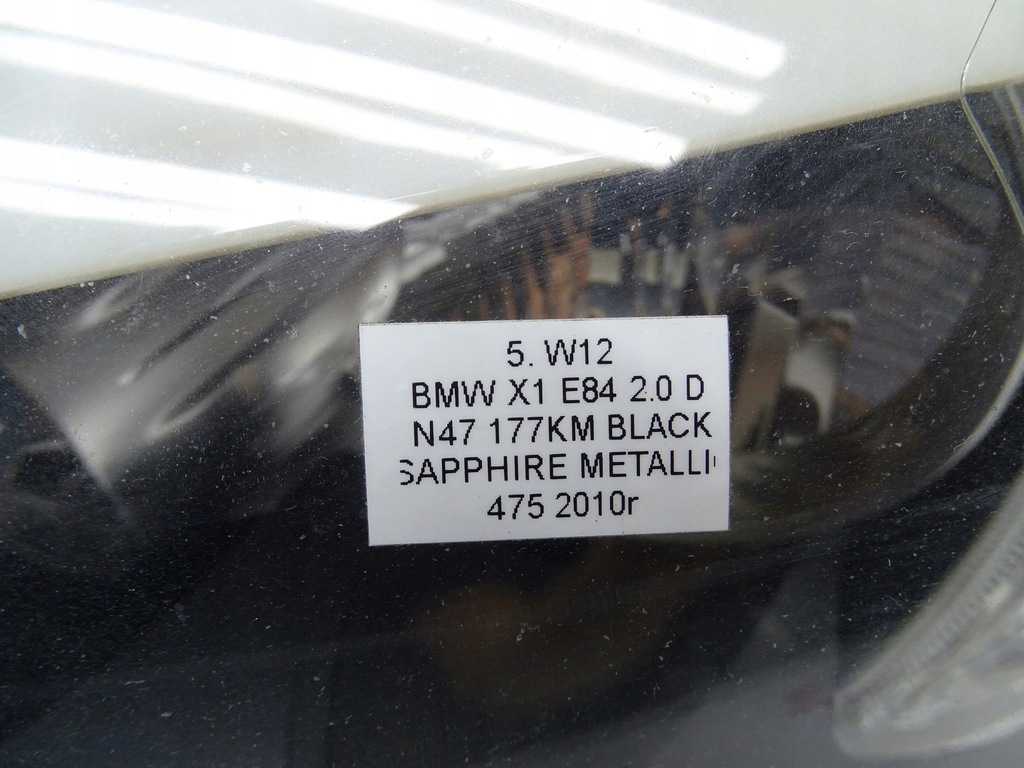 5. W12
BMW X1 E84 2.0 D
N47 177KM BLACK
SAPPHIRE METALLI
475 2010r